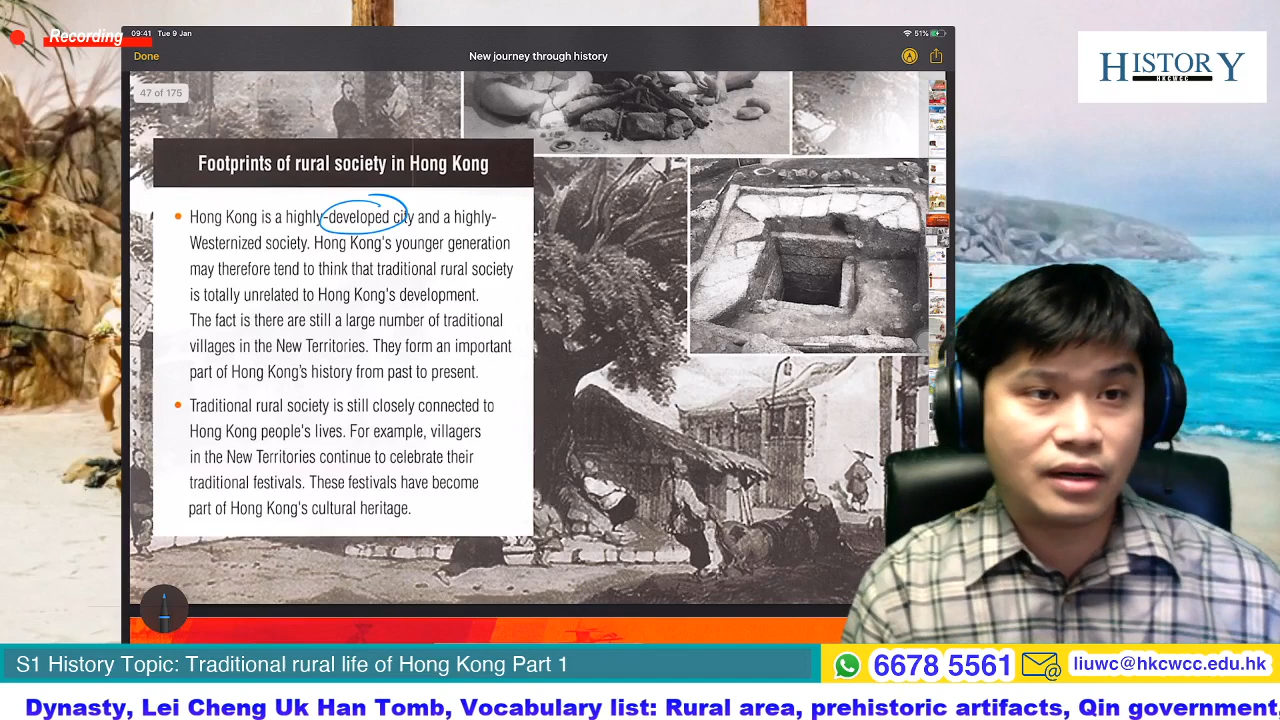 Recording
09:41 Tue 9 Jan
51%
Done
New journey through history
47 of 175
HISTORY
HKCWCC
Footprints of rural society in Hong Kong
• Hong Kong is a highly-developed city and a highly-
Westernized society. Hong Kong's younger generation
may therefore tend to think that traditional rural society
is totally unrelated to Hong Kong's development.
The fact is there are still a large number of traditional
villages in the New Territories. They form an important
part of Hong Kong's history from past to present.
• Traditional rural society is still closely connected to
Hong Kong people's lives. For example, villagers
in the New Territories continue to celebrate their
traditional festivals. These festivals have become
part of Hong Kong's cultural heritage.
S1 History Topic: Traditional rural life of Hong Kong Part 1
6678 5561
liuwc@hkcwcc.edu.hk
Dynasty, Lei Cheng Uk Han Tomb, Vocabulary list: Rural area, prehistoric artifacts, Qin government,